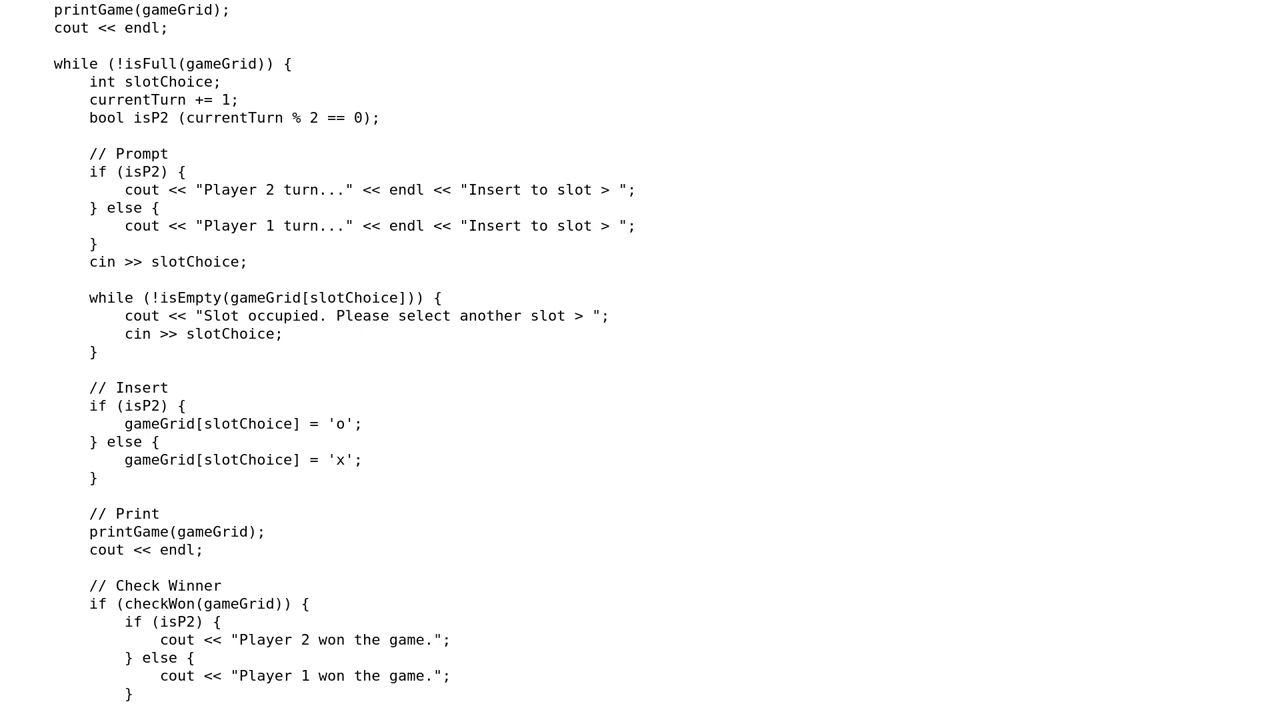 printGame(gameGrid);
cout << endl;
while (!isFull(gameGrid)) {
int slotChoice;
currentTurn += 1;
bool isP2 (currentTurn % 2 == 0);
// Prompt
if (isP2) {
cout << "Player 2 turn..." << endl << "Insert to slot > ";
} else {
cout << "Player 1 turn..." << endl << "Insert to slot > ";
}
cin >> slotChoice;
while (!isEmpty(gameGrid[slotChoice])) {
cout << "Slot occupied. Please select another slot > ";
cin >> slotChoice;
}
// Insert
if (isP2) {
gameGrid[slotChoice] = 'o';
} else {
gameGrid[slotChoice] = 'x';
}
// Print
printGame(gameGrid);
cout << endl;
// Check Winner
if (checkWon(gameGrid)) {
if (isP2) {
cout << "Player 2 won the game.";
} else {
cout << "Player 1 won the game.";
}